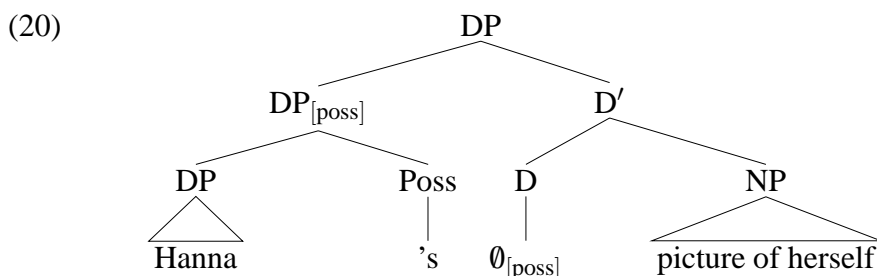 (20) DP
DP[poss] D′
DP Poss D NP
Hanna 's ∅[poss] picture of herself